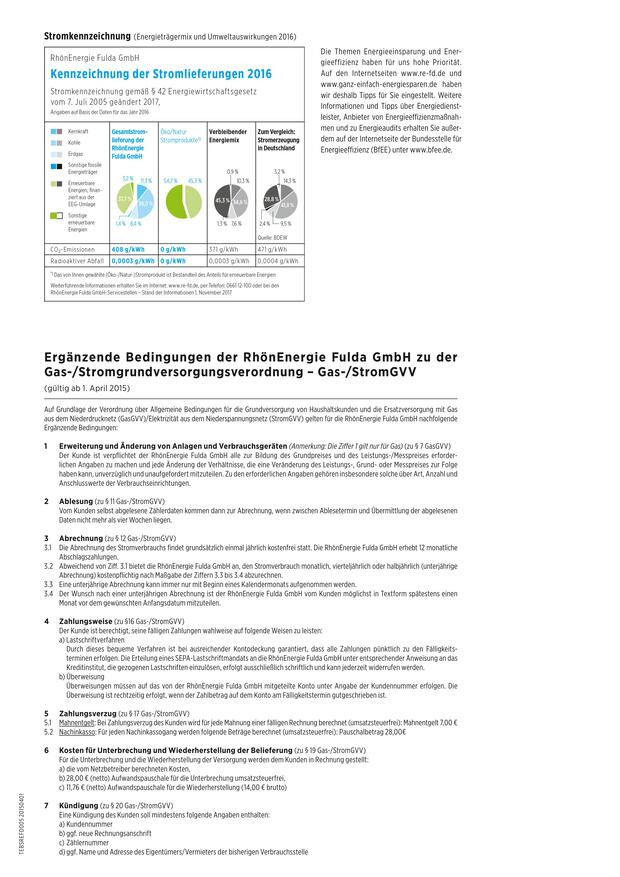 Stromkennzeichnung (Energieträgermix und Umweltauswirkungen 2016)
RhönEnergie Fulda GmbH
Kennzeichnung der Stromlieferungen 2016
Stromkennzeichnung gemäß § 42 Energiewirtschaftsgesetz
vom 7. Juli 2005 geändert 2017,
Angaben auf Basis der Daten für das Jahr 2016
Kernkraft
Kohle
Erdgas
Sonstige fossile
Energieträger
Erneuerbare
Energien, finan-
ziert aus der
EEG-Umlage
Sonstige
erneuerbare
Energien
Gesamtstrom-
lieferung der
RhönEnergie
Fulda GmbH
3,2 % 11,3 %
1,4 % 6,4 %
Öko/Natur
Stromprodukte¹⁾
54,7 % 45,3 %
Verbleibender
Energiemix
0,9 %
10,3 %
45,3 %
1,3 % 7,6 %
Zum Vergleich:
Stromerzeugung
in Deutschland
3,2 %
14,3 %
28,8 %
2,4 % 9,5 %
Quelle: BDEW
CO₂-Emissionen 408 g/kWh 0 g/kWh 371 g/kWh 471 g/kWh
Radioaktiver Abfall 0,0003 g/kWh 0 g/kWh 0,0003 g/kWh 0,0004 g/kWh
¹⁾ Das von Ihnen gewählte (Öko-/Natur-)Stromprodukt ist Bestandteil des Anteils für erneuerbare Energien
Weiterführende Informationen erhalten Sie im Internet: www.re-fd.de, per Telefon: 0661 12-100 oder bei den
RhönEnergie Fulda GmbH-Servicestellen – Stand der Informationen 1. November 2017
Die Themen Energieeinsparung und Ener-
gieeffizienz haben für uns hohe Priorität.
Auf den Internetseiten www.re-fd.de und
www.ganz-einfach-energiesparen.de haben
wir deshalb Tipps für Sie eingestellt. Weitere
Informationen und Tipps über Energiedienst-
leister, Anbieter von Energieeffizienzmaßnah-
men und zu Energieaudits erhalten Sie außer-
dem auf der Internetseite der Bundesstelle für
Energieeffizienz (BfEE) unter www.bfee.de.
Ergänzende Bedingungen der RhönEnergie Fulda GmbH zu der
Gas-/Stromgrundversorgungsverordnung – Gas-/StromGVV
(gültig ab 1. April 2015)
Auf Grundlage der Verordnung über Allgemeine Bedingungen für die Grundversorgung von Haushaltskunden und die Ersatzversorgung mit Gas
aus dem Niederdrucknetz (GasGVV)/Elektrizität aus dem Niederspannungsnetz (StromGVV) gelten für die RhönEnergie Fulda GmbH nachfolgende
Ergänzende Bedingungen:
1 Erweiterung und Änderung von Anlagen und Verbrauchsgeräten (Anmerkung: Die Ziffer 1 gilt nur für Gas) (zu § 7 GasGVV)
Der Kunde ist verpflichtet der RhönEnergie Fulda GmbH alle zur Bildung des Grundpreises und des Leistungs-/Messpreises erforder-
lichen Angaben zu machen und jede Änderung der Verhältnisse, die eine Veränderung des Leistungs-, Grund- oder Messpreises zur Folge
haben kann, unverzüglich und unaufgefordert mitzuteilen. Zu den erforderlichen Angaben gehören insbesondere solche über Art, Anzahl und
Anschlusswerte der Verbrauchseinrichtungen.
2 Ablesung (zu § 11 Gas-/StromGVV)
Vom Kunden selbst abgelesene Zählerdaten kommen dann zur Abrechnung, wenn zwischen Ablesetermin und Übermittlung der abgelesenen
Daten nicht mehr als vier Wochen liegen.
3 Abrechnung (zu § 12 Gas-/StromGVV)
3.1 Die Abrechnung des Stromverbrauchs findet grundsätzlich einmal jährlich kostenfrei statt. Die RhönEnergie Fulda GmbH erhebt 12 monatliche
Abschlagszahlungen.
3.2 Abweichend von Ziff. 3.1 bietet die RhönEnergie Fulda GmbH an, den Stromverbrauch monatlich, vierteljährlich oder halbjährlich (unterjährige
Abrechnung) kostenpflichtig nach Maßgabe der Ziffern 3.3 bis 3.4 abzurechnen.
3.3 Eine unterjährige Abrechnung kann immer nur mit Beginn eines Kalendermonats aufgenommen werden.
3.4 Der Wunsch nach einer unterjährigen Abrechnung ist der RhönEnergie Fulda GmbH vom Kunden möglichst in Textform spätestens einen
Monat vor dem gewünschten Anfangsdatum mitzuteilen.
4 Zahlungsweise (zu §16 Gas-/StromGVV)
Der Kunde ist berechtigt, seine fälligen Zahlungen wahlweise auf folgende Weisen zu leisten:
a) Lastschriftverfahren
Durch dieses bequeme Verfahren ist bei ausreichender Kontodeckung garantiert, dass alle Zahlungen pünktlich zu den Fälligkeits-
terminen erfolgen. Die Erteilung eines SEPA-Lastschriftmandats an die RhönEnergie Fulda GmbH unter entsprechender Anweisung an das
Kreditinstitut, die gezogenen Lastschriften einzulösen, erfolgt ausschließlich schriftlich und kann jederzeit widerrufen werden.
b) Überweisung
Überweisungen müssen auf das von der RhönEnergie Fulda GmbH mitgeteilte Konto unter Angabe der Kundennummer erfolgen. Die
Überweisung ist rechtzeitig erfolgt, wenn der Zahlbetrag auf dem Konto am Fälligkeitstermin gutgeschrieben ist.
5 Zahlungsverzug (zu § 17 Gas-/StromGVV)
5.1 Mahnentgelt: Bei Zahlungsverzug des Kunden wird für jede Mahnung einer fälligen Rechnung berechnet (umsatzsteuerfrei): Mahnentgelt 7,00 €
5.2 Nachinkasso: Für jeden Nachinkassogang werden folgende Beträge berechnet (umsatzsteuerfrei): Pauschalbetrag 28,00€
6 Kosten für Unterbrechung und Wiederherstellung der Belieferung (zu § 19 Gas-/StromGVV)
Für die Unterbrechung und die Wiederherstellung der Versorgung werden dem Kunden in Rechnung gestellt:
a) die vom Netzbetreiber berechneten Kosten,
b) 28,00 € (netto) Aufwandspauschale für die Unterbrechung umsatzsteuerfrei,
c) 11,76 € (netto) Aufwandspauschale für die Wiederherstellung (14,00 € brutto)
7 Kündigung (zu § 20 Gas-/StromGVV)
Eine Kündigung des Kunden soll mindestens folgende Angaben enthalten:
a) Kundennummer
b) ggf. neue Rechnungsanschrift
c) Zählernummer
d) ggf. Name und Adresse des Eigentümers/Vermieters der bisherigen Verbrauchsstelle
TEBSREFD005 20150401